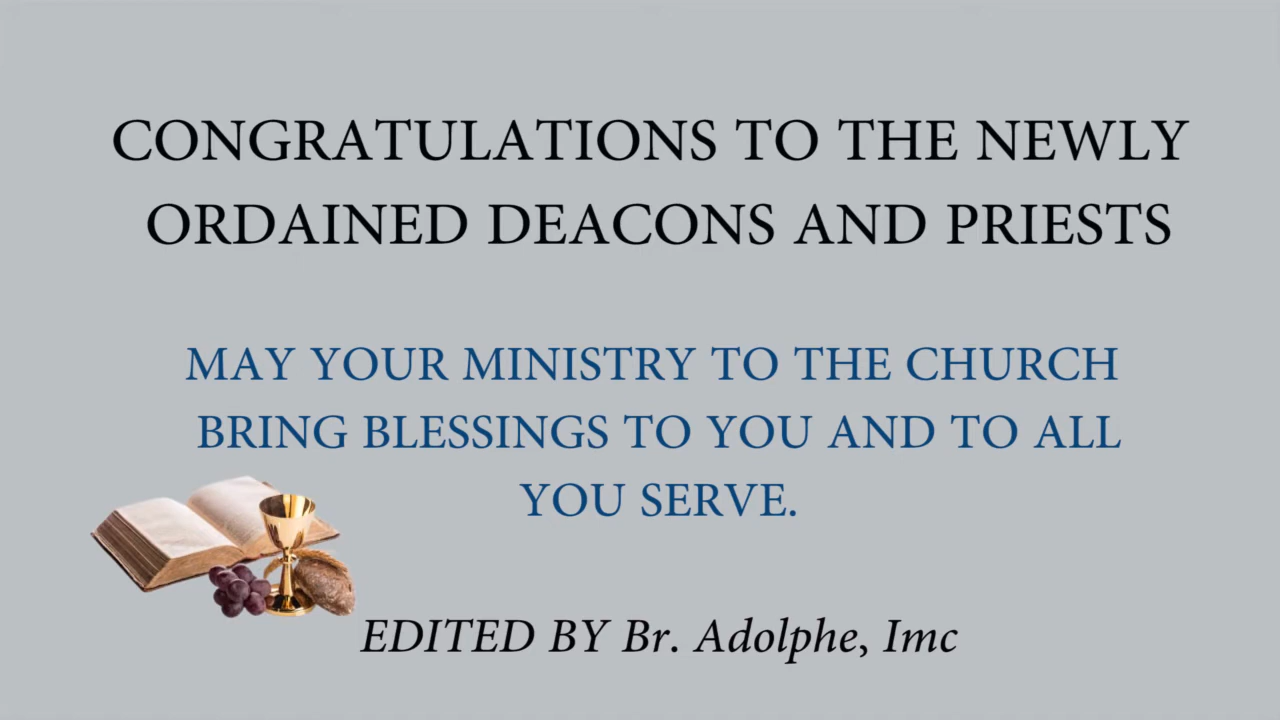 CONGRATULATIONS TO THE NEWLY
ORDAINED DEACONS AND PRIESTS
MAY YOUR MINISTRY TO THE CHURCH
BRING BLESSINGS TO YOU AND TO ALL
YOU SERVE.
EDITED BY Br. Adolphe, Imc